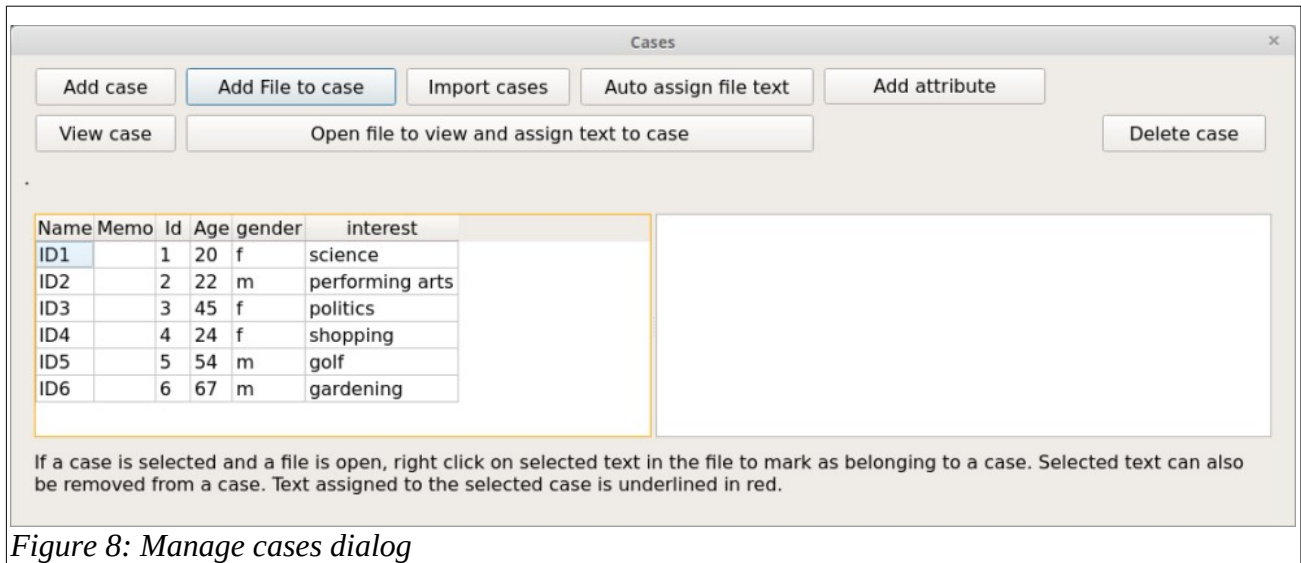 Cases ×
Add case Add File to case Import cases Auto assign file text Add attribute
View case Open file to view and assign text to case Delete case
.
Name Memo Id Age gender interest
ID1 1 20 f science
ID2 2 22 m performing arts
ID3 3 45 f politics
ID4 4 24 f shopping
ID5 5 54 m golf
ID6 6 67 m gardening
If a case is selected and a file is open, right click on selected text in the file to mark as belonging to a case. Selected text can also
be removed from a case. Text assigned to the selected case is underlined in red.
Figure 8: Manage cases dialog